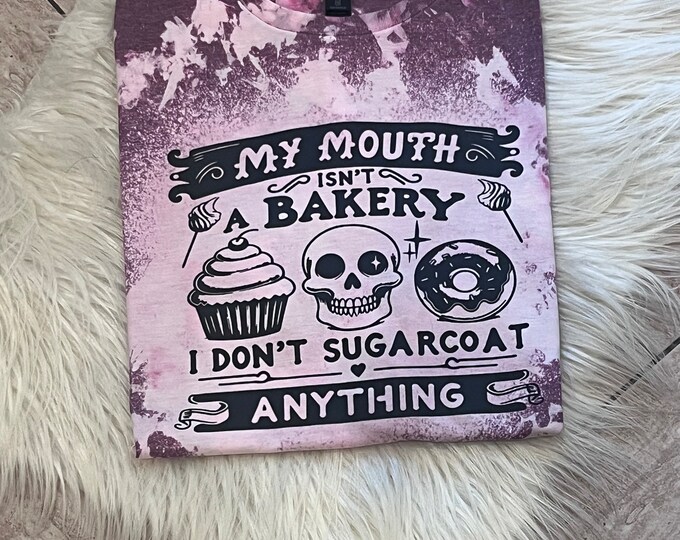 MY MOUTH
ISN'T
A BAKERY
I DON'T SUGARCOAT
ANYTHING